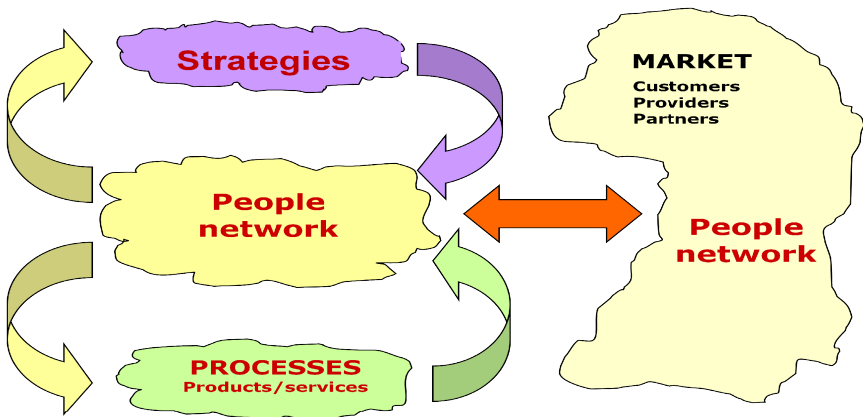 Strategies
People
network
PROCESSES
Products/services
MARKET
Customers
Providers
Partners
People
network